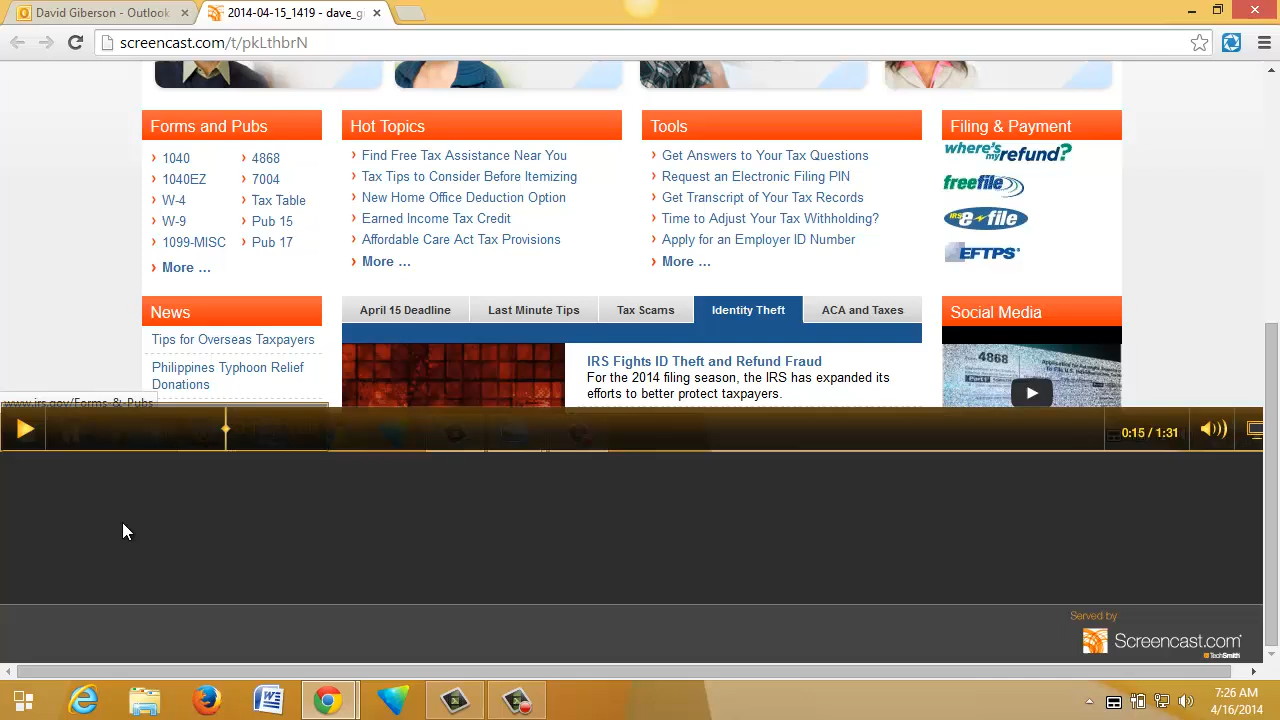 David Giberson - Outlook
2014-04-15_1419 - dave_gi
screencast.com/t/pkLthbrN
Forms and Pubs
1040
4868
1040EZ
7004
W-4
Tax Table
W-9
Pub 15
1099-MISC
Pub 17
More ...
Hot Topics
Find Free Tax Assistance Near You
Tax Tips to Consider Before Itemizing
New Home Office Deduction Option
Earned Income Tax Credit
Affordable Care Act Tax Provisions
More ...
Tools
Get Answers to Your Tax Questions
Request an Electronic Filing PIN
Get Transcript of Your Tax Records
Time to Adjust Your Tax Withholding?
Apply for an Employer ID Number
More ...
Filing & Payment
where's my refund?
freefile
IRS e-file
EFTPS®
News
Tips for Overseas Taxpayers
Philippines Typhoon Relief
Donations
April 15 Deadline
Last Minute Tips
Tax Scams
Identity Theft
ACA and Taxes
IRS Fights ID Theft and Refund Fraud
For the 2014 filing season, the IRS has expanded its
efforts to better protect taxpayers.
Social Media
4868
www.irs.gov/Forms-&-Pubs
0:15 / 1:31
Served by
Screencast.com
TechSmith
7:26 AM
4/16/2014